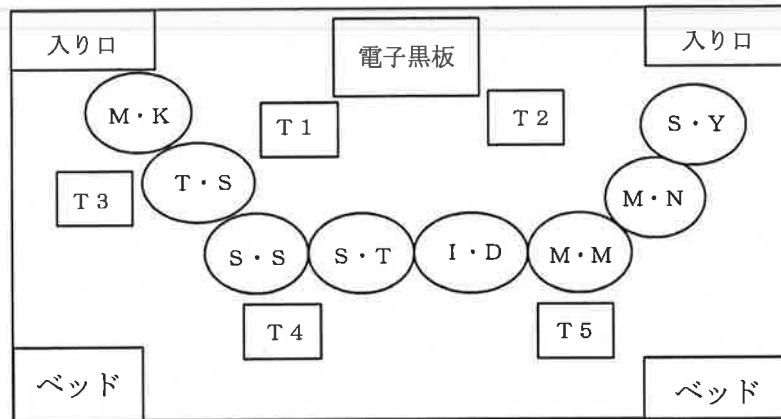 入り口
電子黒板
入り口
M・K
T1
T2
S・Y
T・S
T3
M・N
S・S
S・T
I・D
M・M
T4
T5
ベッド
ベッド